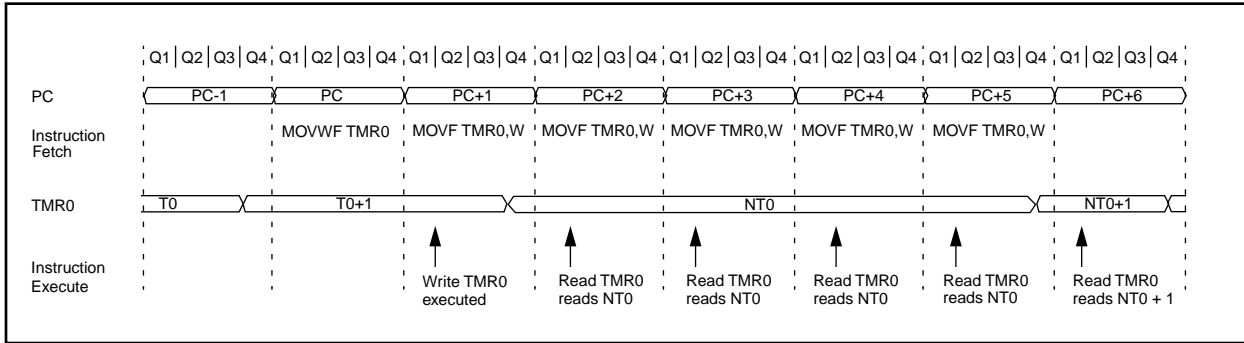 Q1 Q2 Q3 Q4 Q1 Q2 Q3 Q4 Q1 Q2 Q3 Q4 Q1 Q2 Q3 Q4 Q1 Q2 Q3 Q4 Q1 Q2 Q3 Q4 Q1 Q2 Q3 Q4 Q1 Q2 Q3 Q4
PC PC-1 PC PC+1 PC+2 PC+3 PC+4 PC+5 PC+6
Instruction
Fetch
MOVWF TMR0 MOVF TMR0,W MOVF TMR0,W MOVF TMR0,W MOVF TMR0,W MOVF TMR0,W
TMR0 T0 T0+1 NT0 NT0+1
Instruction
Execute
Write TMR0
executed
Read TMR0
reads NT0
Read TMR0
reads NT0
Read TMR0
reads NT0
Read TMR0
reads NT0
Read TMR0
reads NT0 + 1